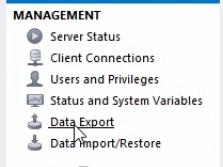 MANAGEMENT
Server Status
Client Connections
Users and Privileges
Status and System Variables
Data Export
Data Import/Restore